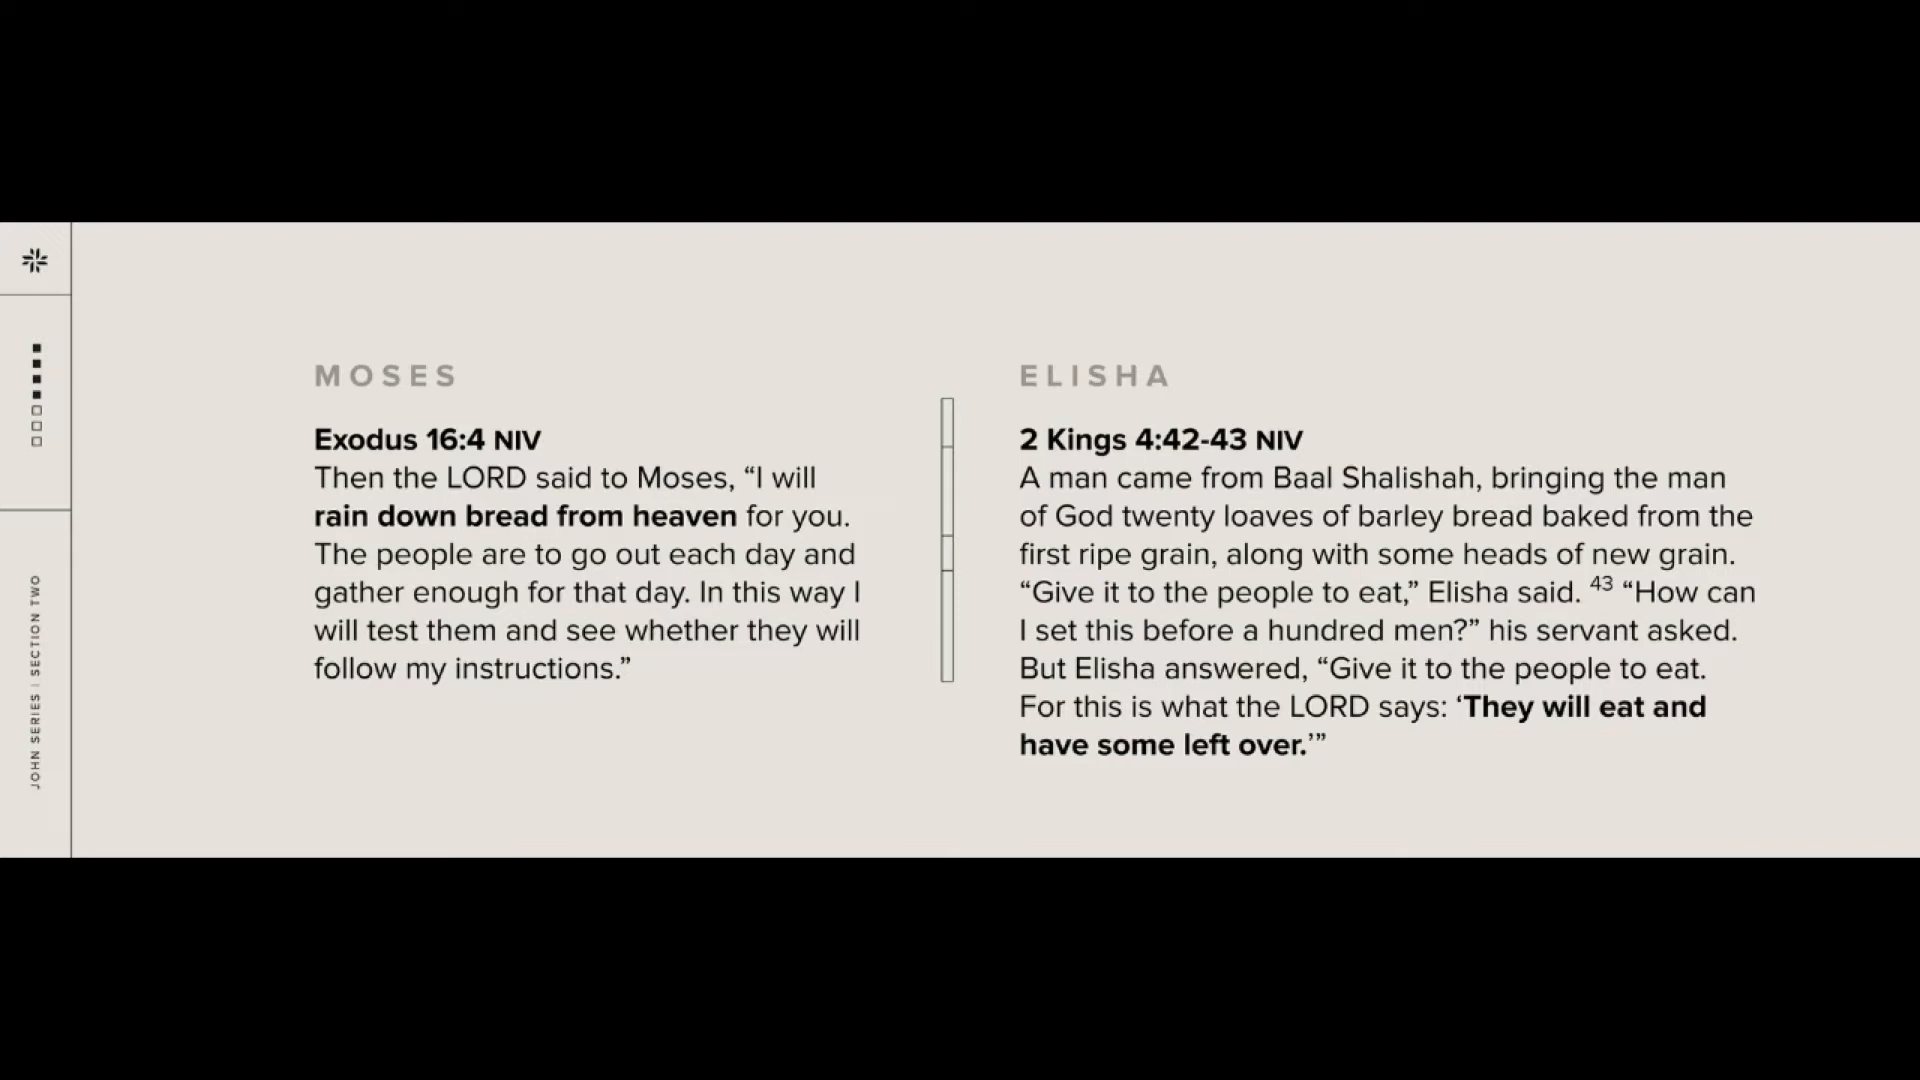 MOSES
Exodus 16:4 NIV
Then the LORD said to Moses, “I will
rain down bread from heaven for you.
The people are to go out each day and
gather enough for that day. In this way I
will test them and see whether they will
follow my instructions.”
ELISHA
2 Kings 4:42-43 NIV
A man came from Baal Shalishah, bringing the man
of God twenty loaves of barley bread baked from the
first ripe grain, along with some heads of new grain.
“Give it to the people to eat,” Elisha said. 43 “How can
I set this before a hundred men?” his servant asked.
But Elisha answered, “Give it to the people to eat.
For this is what the LORD says: ‘They will eat and
have some left over.’”
JOHN SERIES | SECTION TWO